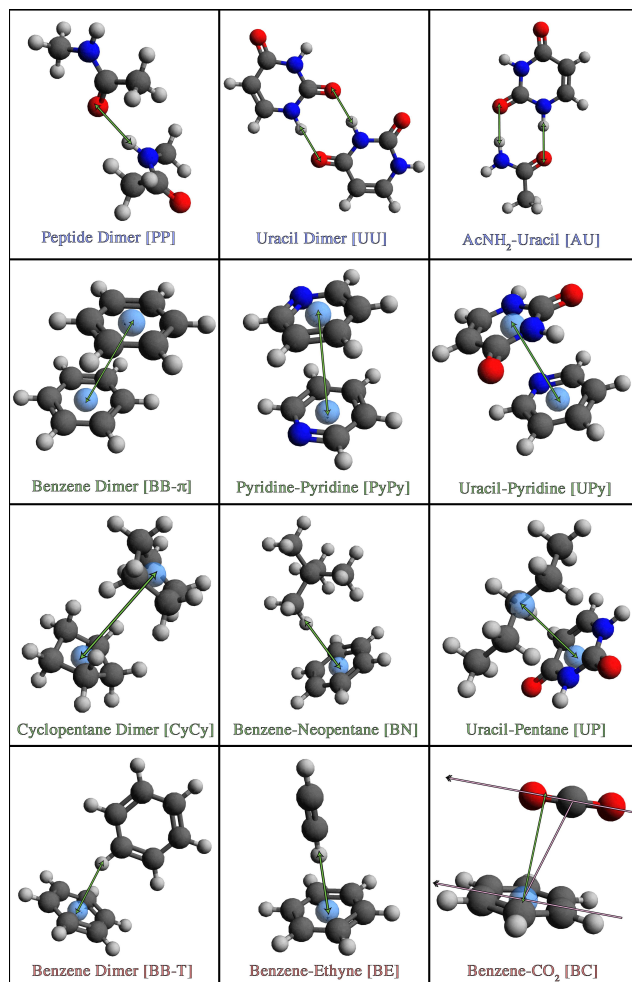 Peptide Dimer [PP]
Uracil Dimer [UU]
AcNH₂-Uracil [AU]
Benzene Dimer [BB-π]
Pyridine-Pyridine [PyPy]
Uracil-Pyridine [UPy]
Cyclopentane Dimer [CyCy]
Benzene-Neopentane [BN]
Uracil-Pentane [UP]
Benzene Dimer [BB-T]
Benzene-Ethyne [BE]
Benzene-CO₂ [BC]